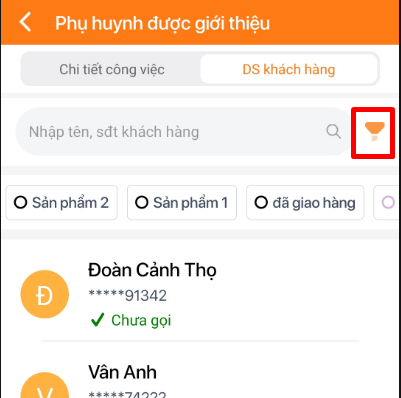 Phụ huynh được giới thiệu
Chi tiết công việc DS khách hàng
Nhập tên, sđt khách hàng
Sản phẩm 2 Sản phẩm 1 đã giao hàng
Đoàn Cảnh Thọ
Đ
*****91342
Chưa gọi
Vân Anh
V
*****74222